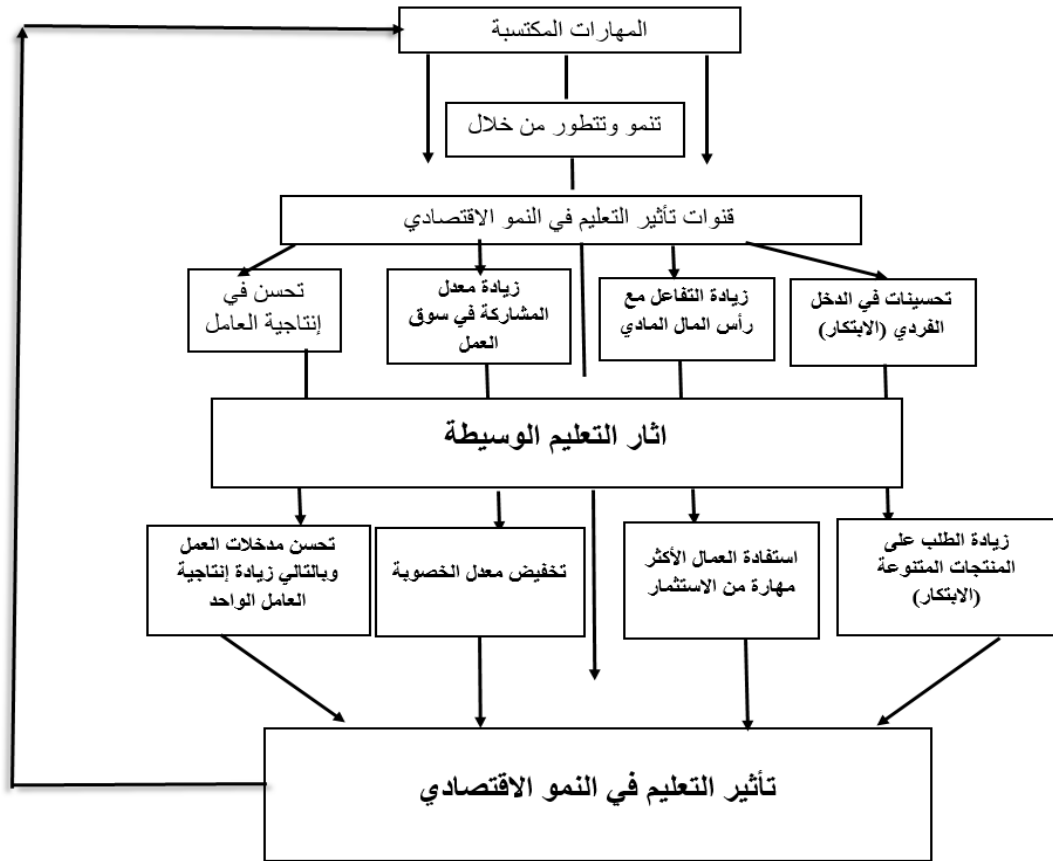 المهارات المكتسبة
تنمو وتتطور من خلال
قنوات تأثير التعليم في النمو الاقتصادي
تحسينات في الدخل
الفردي (الابتكار)
زيادة التفاعل مع
رأس المال المادي
زيادة معدل
المشاركة في سوق
العمل
تحسن في
إنتاجية العامل
اثار التعليم الوسيطة
زيادة الطلب على
المنتجات المتنوعة
(الابتكار)
استفادة العمال الأكثر
مهارة من الاستثمار
تخفيض معدل الخصوبة
تحسن مدخلات العمل
وبالتالي زيادة إنتاجية
العامل الواحد
تأثير التعليم في النمو الاقتصادي